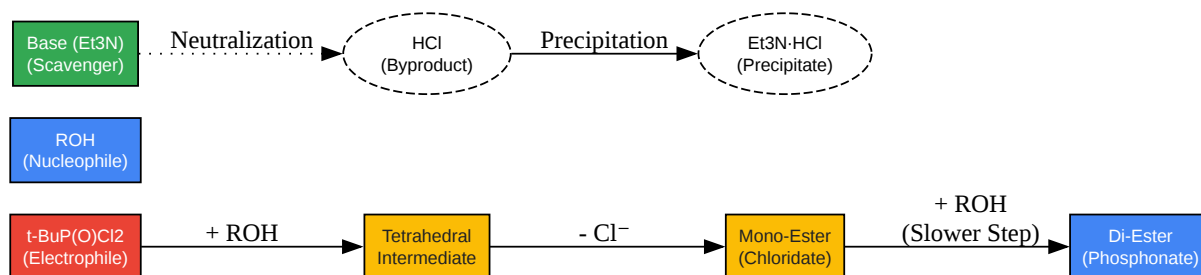 Base (Et3N)
(Scavenger)
Neutralization
HCl
(Byproduct)
Precipitation
Et3N·HCl
(Precipitate)
ROH
(Nucleophile)
t-BuP(O)Cl2
(Electrophile)
+ ROH
Tetrahedral
Intermediate
- Cl⁻
Mono-Ester
(Chloridate)
+ ROH
(Slower Step)
Di-Ester
(Phosphonate)